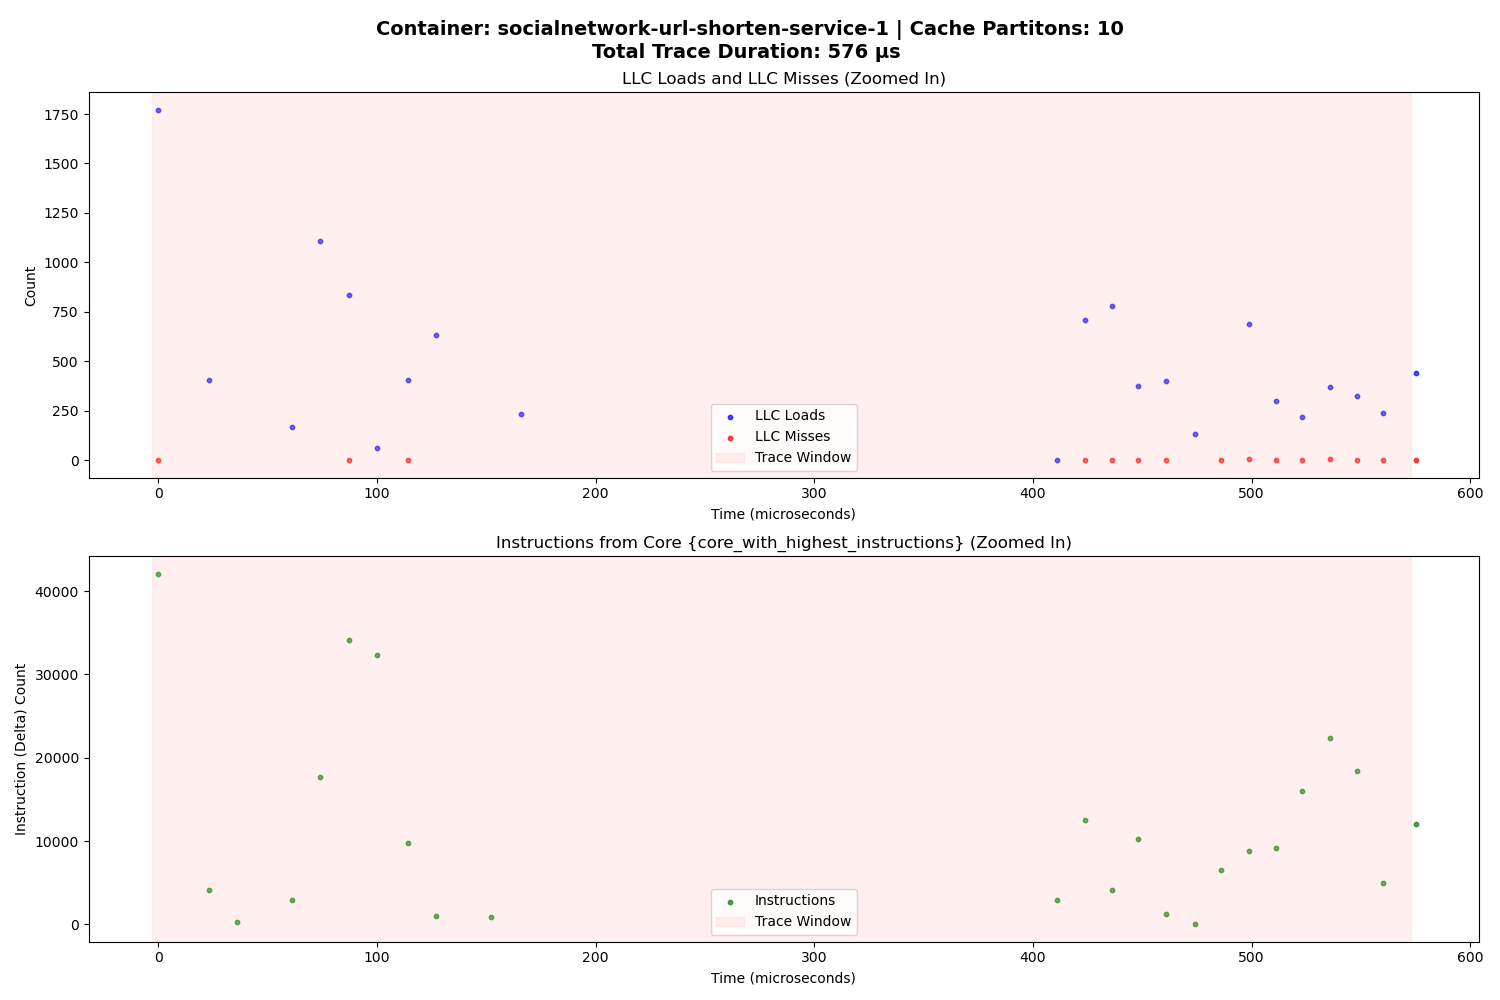 Container: socialnetwork-url-shorten-service-1 | Cache Partitons: 10
Total Trace Duration: 576 µs
LLC Loads and LLC Misses (Zoomed In)
Count
1750
1500
1250
1000
750
500
250
0
LLC Loads
LLC Misses
Trace Window
0 100 200 300 400 500 600
Time (microseconds)
Instructions from Core {core_with_highest_instructions} (Zoomed In)
Instruction (Delta) Count
40000
30000
20000
10000
0
Instructions
Trace Window
0 100 200 300 400 500 600
Time (microseconds)